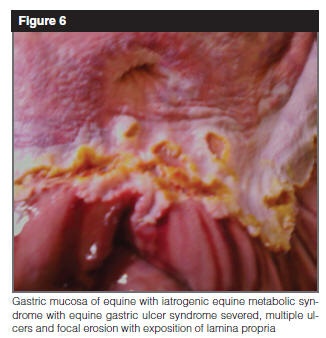 Figure 6
Gastric mucosa of equine with iatrogenic equine metabolic syn-
drome with equine gastric ulcer syndrome severed, multiple ul-
cers and focal erosion with exposition of lamina propria